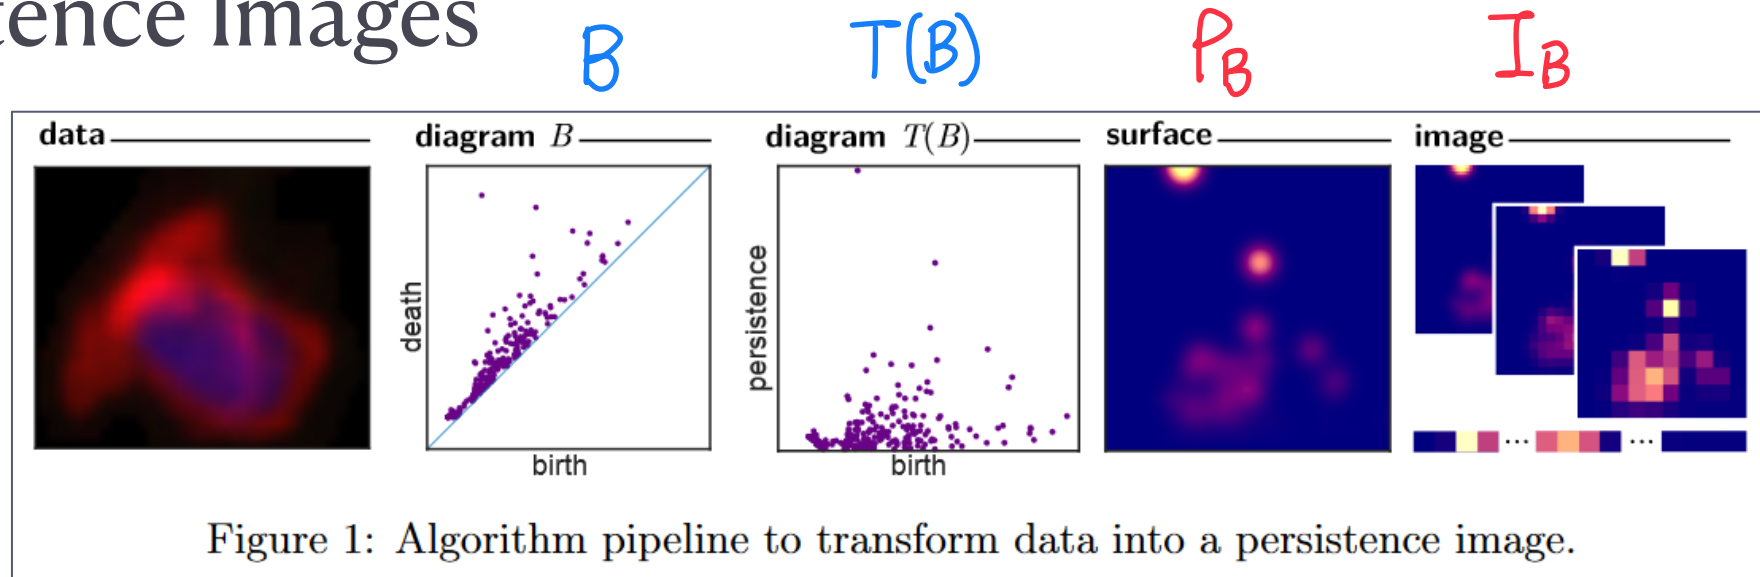 tence Images
B
T(B)
P_B
I_B
data
diagram B
diagram T(B)
surface
image
death
birth
persistence
birth
...
...
Figure 1: Algorithm pipeline to transform data into a persistence image.